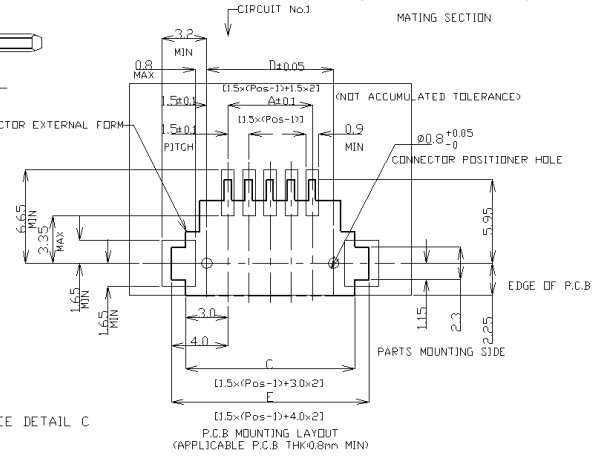 CIRCUIT No.1
MATING SECTION
3.2
MIN
0.8
MAX
D±0.05
[1.5×(Pos-1)+1.5×2]
(NOT ACCUMULATED TOLERANCE)
1.5±0.1
A±0.1
[1.5×(Pos-1)]
CTOR EXTERNAL FORM
1.5±0.1
PITCH
0.9
MIN
Ø0.8 +0.05
-0
CONNECTOR POSITIONER HOLE
6.65
MIN
3.35
MAX
5.95
1.65
MIN
1.65
MIN
EDGE OF P.C.B
3.0
1.15
2.3
2.25
4.0
PARTS MOUNTING SIDE
C
[1.5×(Pos-1)+3.0×2]
E
[1.5×(Pos-1)+4.0×2]
EE DETAIL C
P.C.B MOUNTING LAYOUT
(APPLICABLE P.C.B THK:0.8mm MIN)